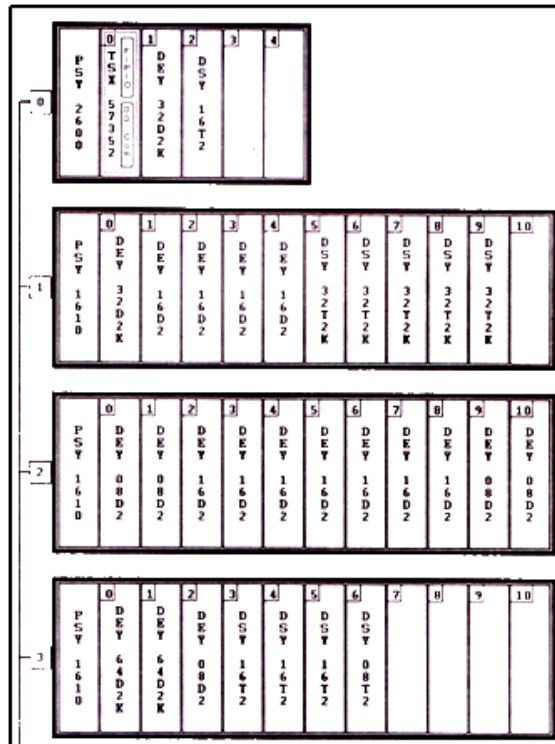 0
PSY 2600
0
TSX 57352
FIPIO
Com
1
DEY 32D2K
2
DSY 16T2
3
4
1
PSY 1610
0
DEY 32D2K
1
DEY 16D2
2
DEY 16D2
3
DEY 16D2
4
DEY 16D2
5
DSY 32T2K
6
DSY 32T2K
7
DSY 32T2K
8
DSY 32T2K
9
DSY 32T2K
10
2
PSY 1610
0
DEY 08D2
1
DEY 08D2
2
DEY 16D2
3
DEY 16D2
4
DEY 16D2
5
DEY 16D2
6
DEY 16D2
7
DEY 16D2
8
DEY 16D2
9
DEY 08D2
10
DEY 08D2
3
PSY 1610
0
DEY 64D2K
1
DEY 64D2K
2
DEY 08D2
3
DSY 16T2
4
DSY 16T2
5
DSY 16T2
6
DSY 08T2
7
8
9
10